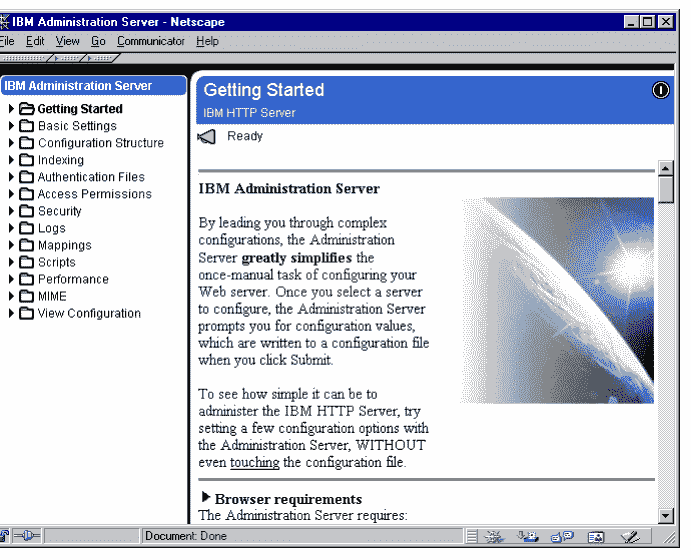 IBM Administration Server - Netscape
File Edit View Go Communicator Help
IBM Administration Server
Getting Started
Basic Settings
Configuration Structure
Indexing
Authentication Files
Access Permissions
Security
Logs
Mappings
Scripts
Performance
MIME
View Configuration
Getting Started
IBM HTTP Server
Ready
IBM Administration Server
By leading you through complex
configurations, the Administration
Server greatly simplifies the
once-manual task of configuring your
Web server. Once you select a server
to configure, the Administration Server
prompts you for configuration values,
which are written to a configuration file
when you click Submit.
To see how simple it can be to
administer the IBM HTTP Server, try
setting a few configuration options with
the Administration Server, WITHOUT
even touching the configuration file.
Browser requirements
The Administration Server requires:
Document: Done